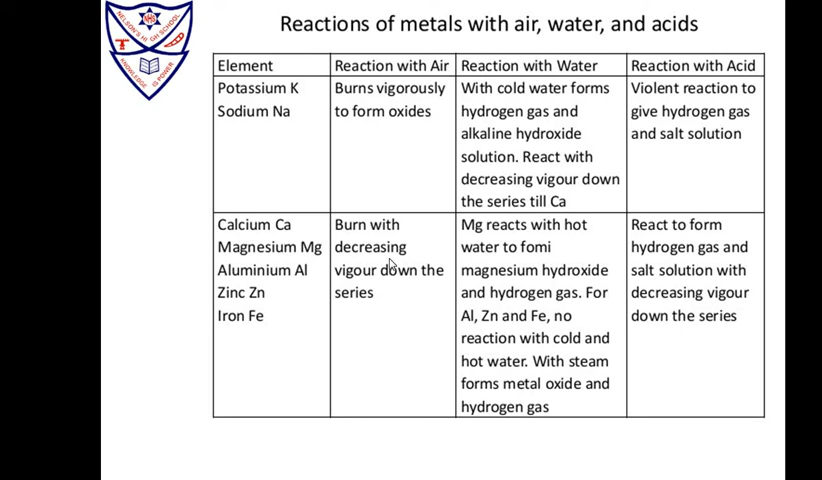 NELSON'S HIGH SCHOOL
NHS
KNOWLEDGE IS POWER
Reactions of metals with air, water, and acids
Element
Reaction with Air
Reaction with Water
Reaction with Acid
Potassium K
Sodium Na
Burns vigorously
to form oxides
With cold water forms
hydrogen gas and
alkaline hydroxide
solution. React with
decreasing vigour down
the series till Ca
Violent reaction to
give hydrogen gas
and salt solution
Calcium Ca
Magnesium Mg
Aluminium Al
Zinc Zn
Iron Fe
Burn with
decreasing
vigour down the
series
Mg reacts with hot
water to fomi
magnesium hydroxide
and hydrogen gas. For
Al, Zn and Fe, no
reaction with cold and
hot water. With steam
forms metal oxide and
hydrogen gas
React to form
hydrogen gas and
salt solution with
decreasing vigour
down the series